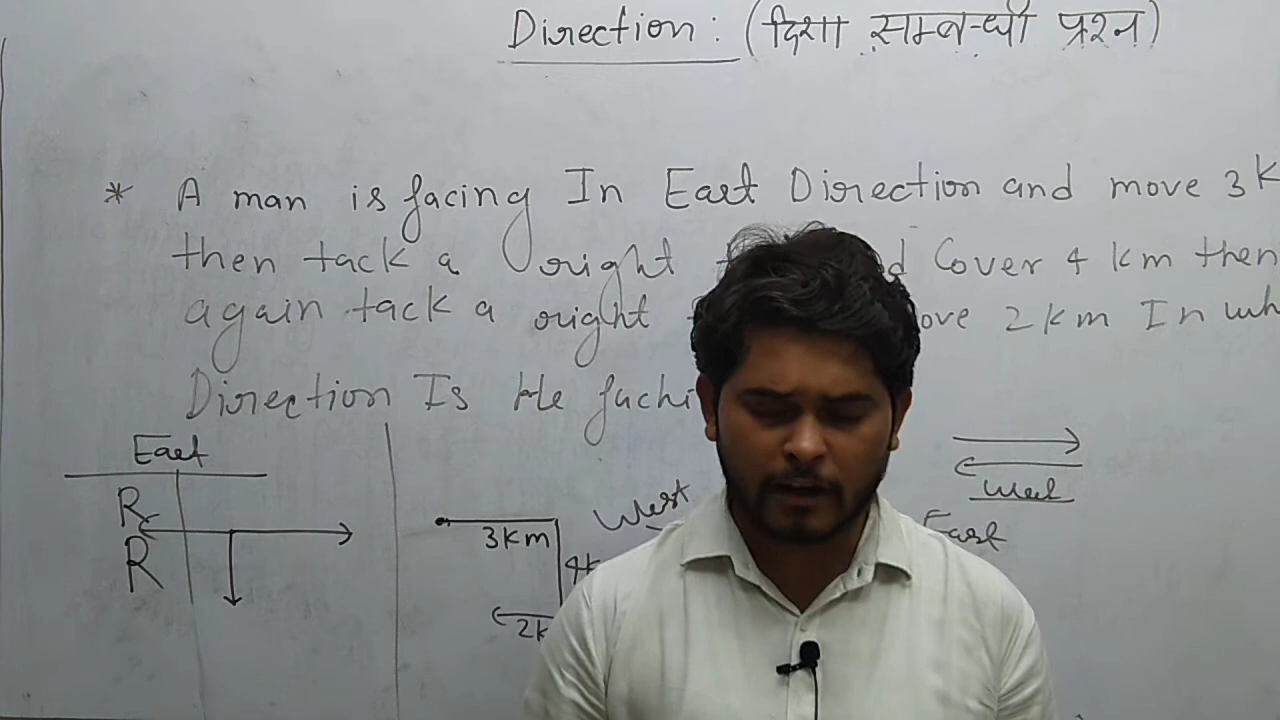 Direction : (दिशा सम्बन्धी प्रश्न)
* A man is facing In East Direction and move 3K
then tack a right Cover 4 km then
again tack a right 2km In wh
Direction Is He fachi
East
R
R
3km
4k
2k
West
West
East